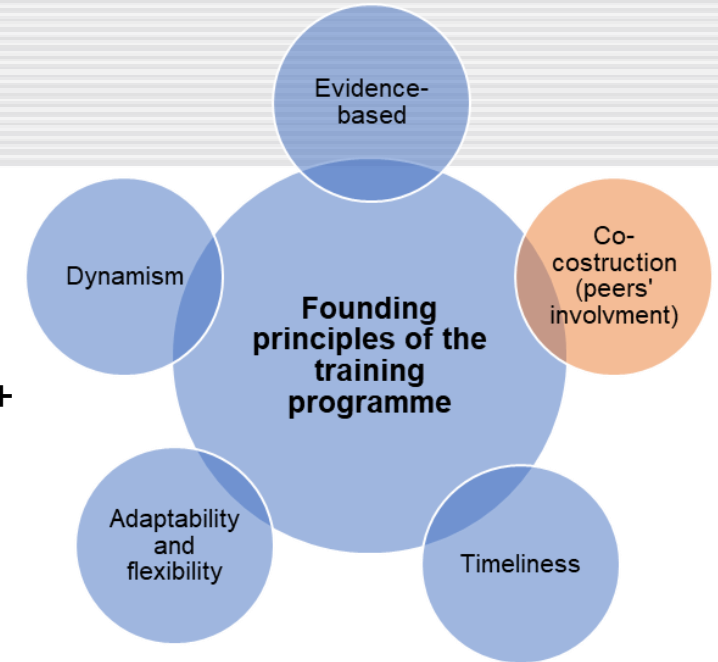 Evidence-
based
Co-
costruction
(peers'
involvment)
Dynamism
Founding
principles of the
training
programme
+
Adaptability
and
flexibility
Timeliness